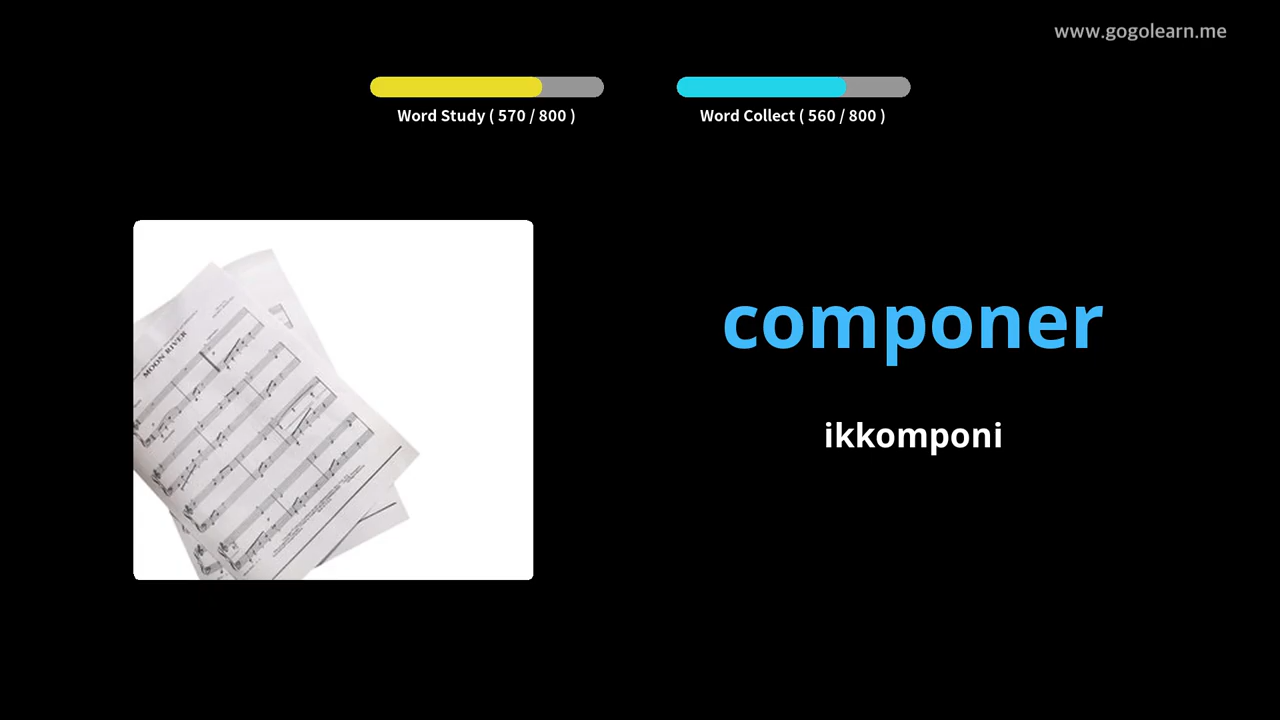 www.gogolearn.me
Word Study ( 570 / 800 )
Word Collect ( 560 / 800 )
MOON RIVER
componer
ikkomponi